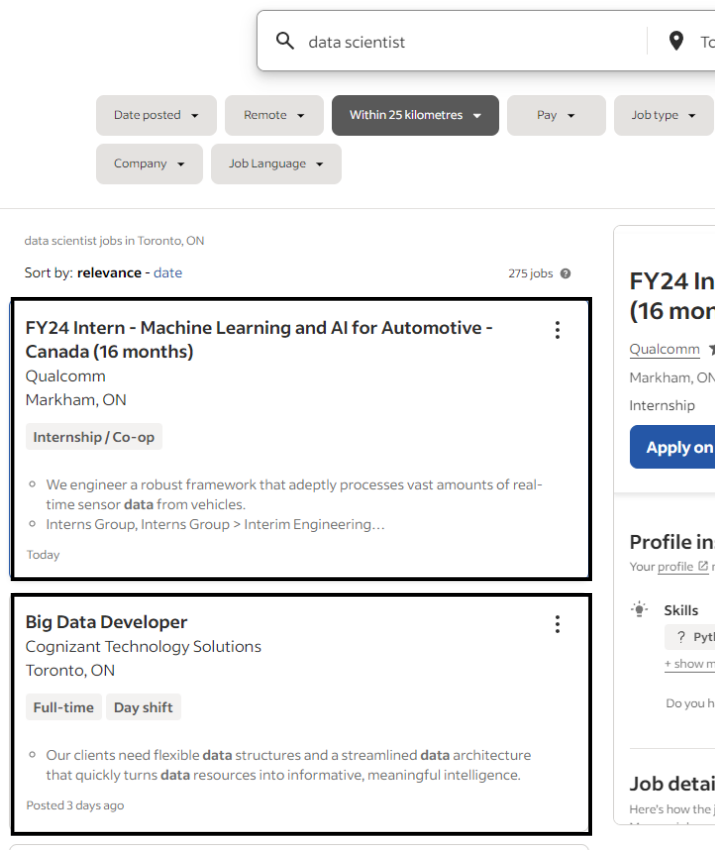 data scientist
To
Date posted
Remote
Within 25 kilometres
Pay
Job type
Company
Job Language
data scientist jobs in Toronto, ON
Sort by: relevance - date
275 jobs
FY24 Intern - Machine Learning and AI for Automotive -
Canada (16 months)
Qualcomm
Markham, ON
Internship / Co-op
We engineer a robust framework that adeptly processes vast amounts of real-
time sensor data from vehicles.
Interns Group, Interns Group > Interim Engineering…
Today
Big Data Developer
Cognizant Technology Solutions
Toronto, ON
Full-time
Day shift
Our clients need flexible data structures and a streamlined data architecture
that quickly turns data resources into informative, meaningful intelligence.
Posted 3 days ago
FY24 In
(16 mon
Qualcomm
Markham, ON
Internship
Apply on
Profile in
Your profile
Skills
? Pyt
+ show m
Do you h
Job detai
Here's how the j